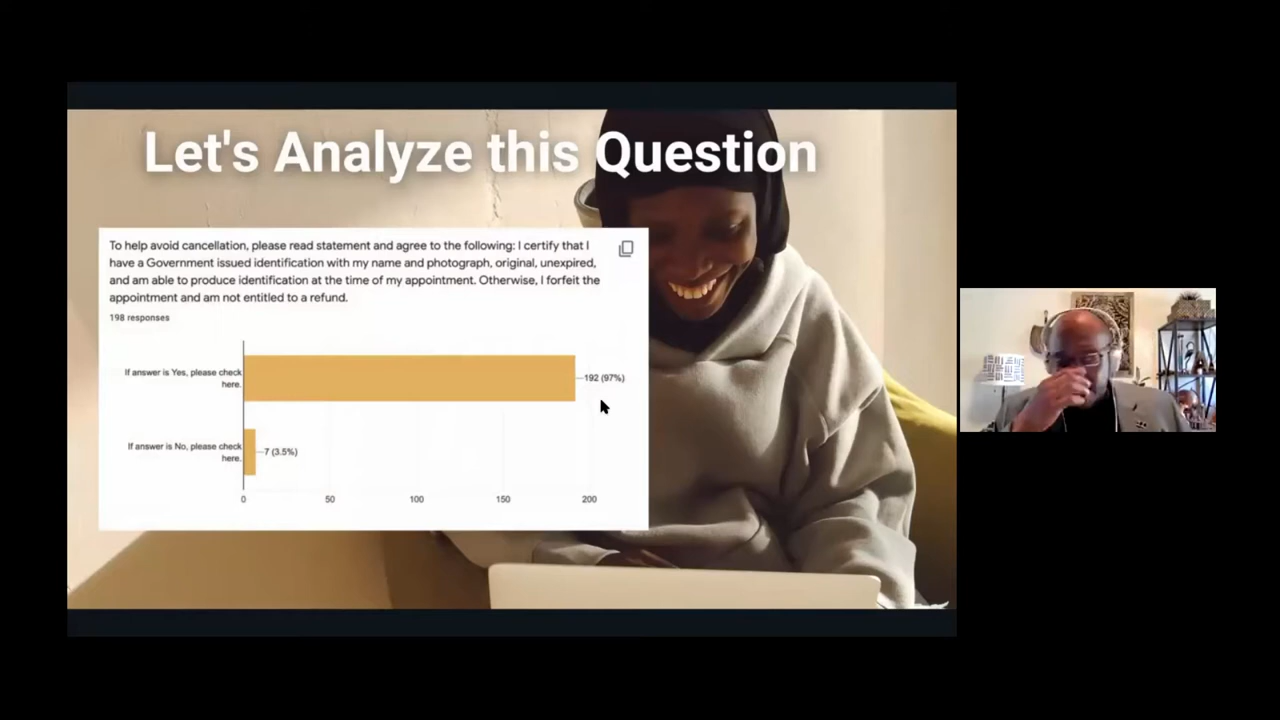 Let's Analyze this Question
To help avoid cancellation, please read statement and agree to the following: I certify that I
have a Government issued identification with my name and photograph, original, unexpired,
and am able to produce identification at the time of my appointment. Otherwise, I forfeit the
appointment and am not entitled to a refund.
198 responses
If answer is Yes, please check
here.
192 (97%)
If answer is No, please check
here.
7 (3.5%)
0 50 100 150 200